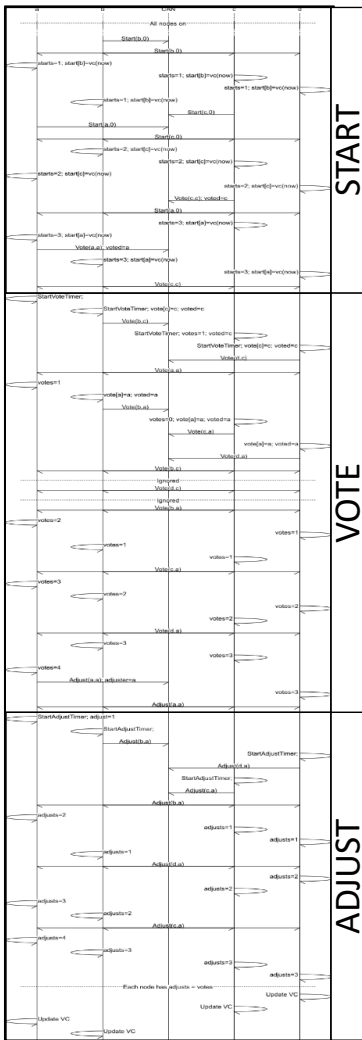 a b CAN c d
All nodes on
Start(b,0)
Start(b,0)
starts=1; start[b]=vc(now)
starts=1; start[b]=vc(now)
starts=1; start[b]=vc(now)
starts=1; start[b]=vc(now)
Start(c,0)
Start(a,0)
Start(c,0)
starts=2; start[c]=vc(now)
starts=2; start[c]=vc(now)
starts=2; start[c]=vc(now)
starts=2; start[c]=vc(now)
Vote(c,c); voted=c
Start(a,0)
starts=3; start[a]=vc(now)
starts=3; start[a]=vc(now)
Vote(a,a); voted=a
starts=3; start[a]=vc(now)
starts=3; start[a]=vc(now)
Vote(c,c)
START
StartVoteTimer;
StartVoteTimer; vote[c]=c; voted=c
Vote(b,c)
StartVoteTimer; votes=1; voted=c
StartVoteTimer; vote[c]=c; voted=c
Vote(d,c)
Vote(a,a)
votes=1
vote[a]=a; voted=a
Vote(b,a)
votes=0; vote[a]=a; voted=a
Vote(c,a)
vote[a]=a; voted=a
Vote(d,a)
Vote(b,c)
Ignored
Vote(d,c)
Ignored
Vote(b,a)
votes=2
votes=1
votes=1
votes=1
Vote(c,a)
votes=3
votes=2
votes=2
votes=2
Vote(d,a)
votes=3
votes=3
votes=4
Adjust(a,a); adjuster=a
votes=3
Adjust(a,a)
VOTE
StartAdjustTimer; adjust=1
StartAdjustTimer;
Adjust(b,a)
StartAdjustTimer;
Adjust(d,a)
StartAdjustTimer;
Adjust(c,a)
Adjust(b,a)
adjusts=2
adjusts=1
adjusts=1
adjusts=1
Adjust(d,a)
adjusts=2
adjusts=2
adjusts=3
adjusts=2
Adjust(c,a)
adjusts=4
adjusts=3
adjusts=3
adjusts=3
Each node has adjusts = votes
Update VC
Update VC
Update VC
Update VC
ADJUST